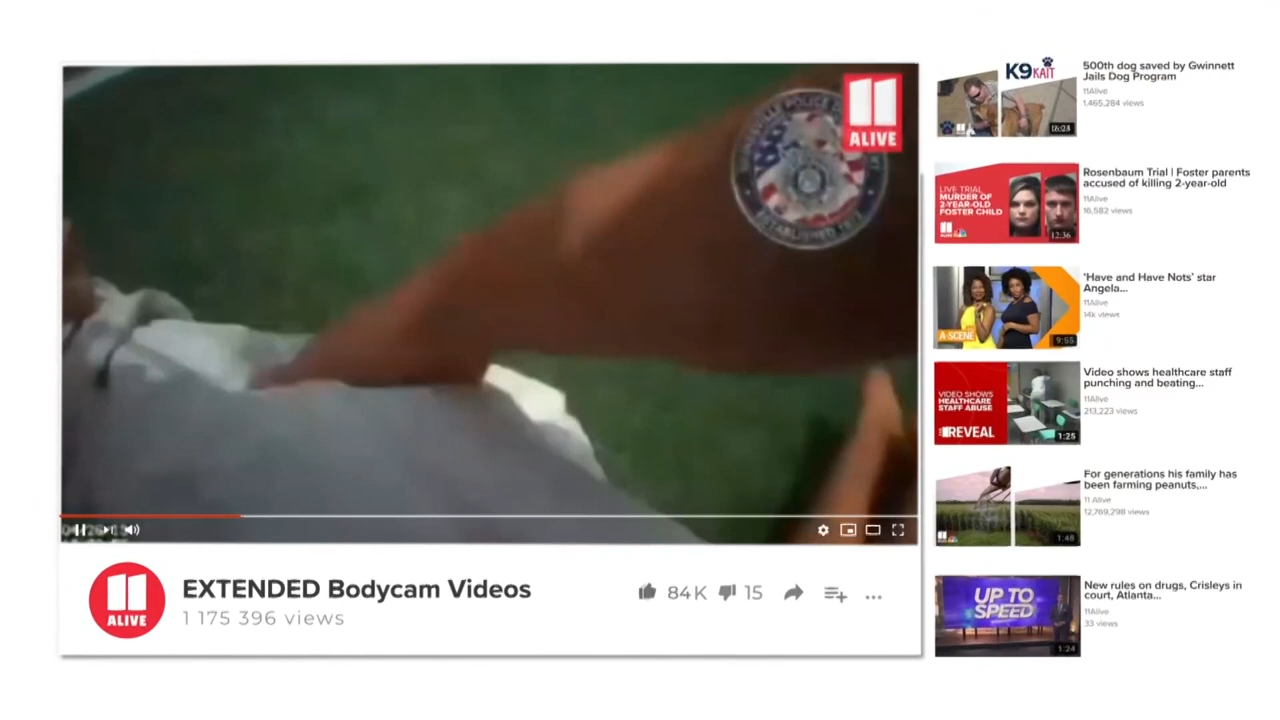 11
ALIVE
VILLE POLICE
ESTABLISHED
EXTENDED Bodycam Videos
1 175 396 views
84K
15
11
ALIVE
K9 KAIT
16:23
500th dog saved by Gwinnett
Jails Dog Program
11Alive
1,465,284 views
LIVE TRIAL
MURDER OF
2-YEAR-OLD
FOSTER CHILD
12:36
Rosenbaum Trial | Foster parents
accused of killing 2-year-old
11Alive
16,582 views
A-SCENE
9:55
'Have and Have Nots' star
Angela...
11Alive
14k views
VIDEO SHOWS
HEALTHCARE
STAFF ABUSE
REVEAL
1:25
Video shows healthcare staff
punching and beating...
11Alive
213,223 views
1:48
For generations his family has
been farming peanuts,...
11 Alive
12,769,298 views
UP TO
SPEED
1:24
New rules on drugs, Crisleys in
court, Atlanta...
11Alive
33 views